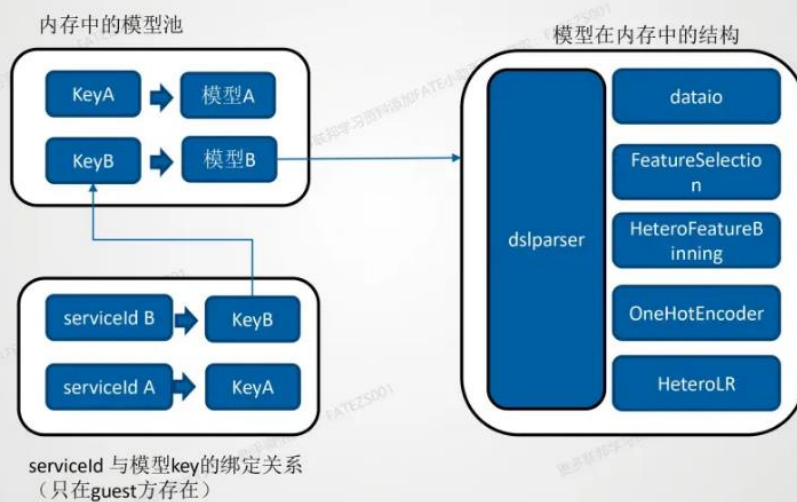 内存中的模型池
KeyA
模型A
KeyB
模型B
serviceId B
KeyB
serviceId A
KeyA
serviceId 与模型key的绑定关系
（只在guest方存在）
模型在内存中的结构
dslparser
dataio
FeatureSelectio
n
HeteroFeatureB
inning
OneHotEncoder
HeteroLR
FATEZS001